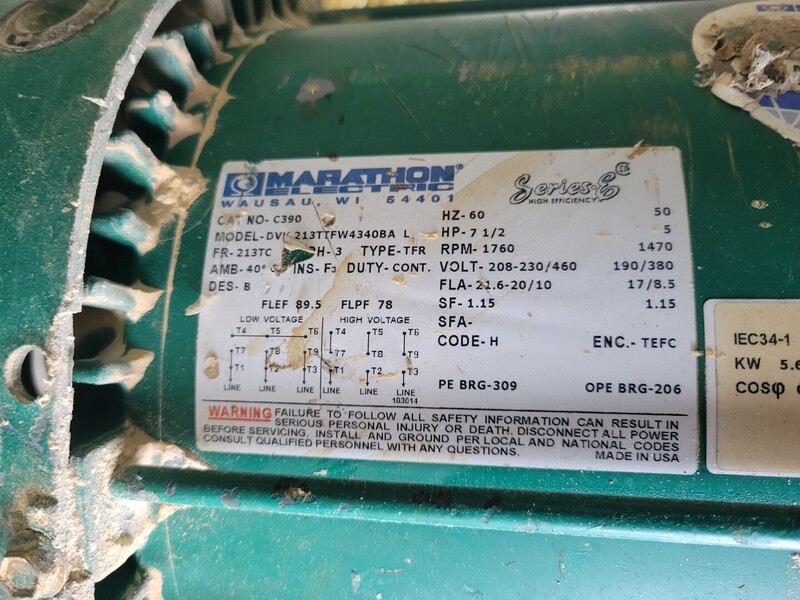 MARATHON®
ELECTRIC
WAUSAU, WI 54401
Series-E
HIGH EFFICIENCY
CAT NO- C390
HZ- 60 50
MODEL-DVK 213TTFW4340BA L
HP- 7 1/2 5
FR- 213TC PH- 3 TYPE-TFR
RPM- 1760 1470
AMB- 40° INS- F3 DUTY- CONT.
VOLT- 208-230/460 190/380
DES- B
FLA- 21.6-20/10 17/8.5
FLEF 89.5 FLPF 78
SF- 1.15 1.15
LOW VOLTAGE HIGH VOLTAGE
SFA-
T4 T5 T6 T4 T5 T6
CODE- H ENC.- TEFC
T7 T8 T9 T7 T8 T9
T1 T2 T3 T1 T2 T3
LINE LINE LINE LINE LINE LINE
103014
PE BRG-309 OPE BRG-206
WARNING FAILURE TO FOLLOW ALL SAFETY INFORMATION CAN RESULT IN
SERIOUS PERSONAL INJURY OR DEATH. DISCONNECT ALL POWER
BEFORE SERVICING. INSTALL AND GROUND PER LOCAL AND NATIONAL CODES
CONSULT QUALIFIED PERSONNEL WITH ANY QUESTIONS. MADE IN USA
IEC34-1
KW 5.6
COSφ